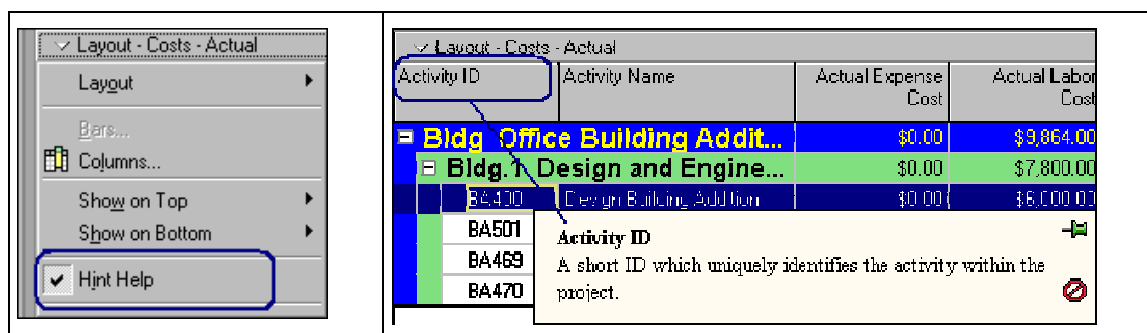 Layout - Costs - Actual
Layout
Bars...
Columns...
Show on Top
Show on Bottom
Hint Help
Layout - Costs - Actual
Activity ID Activity Name Actual Expense Cost Actual Labor Cost
Bldg Office Building Addit... $0.00 $9,864.00
Bldg.1 Design and Engine... $0.00 $7,800.00
BA400 Design Building Addition $0.00 $6,000.00
BA501
BA469
BA470
Activity ID
A short ID which uniquely identifies the activity within the
project.